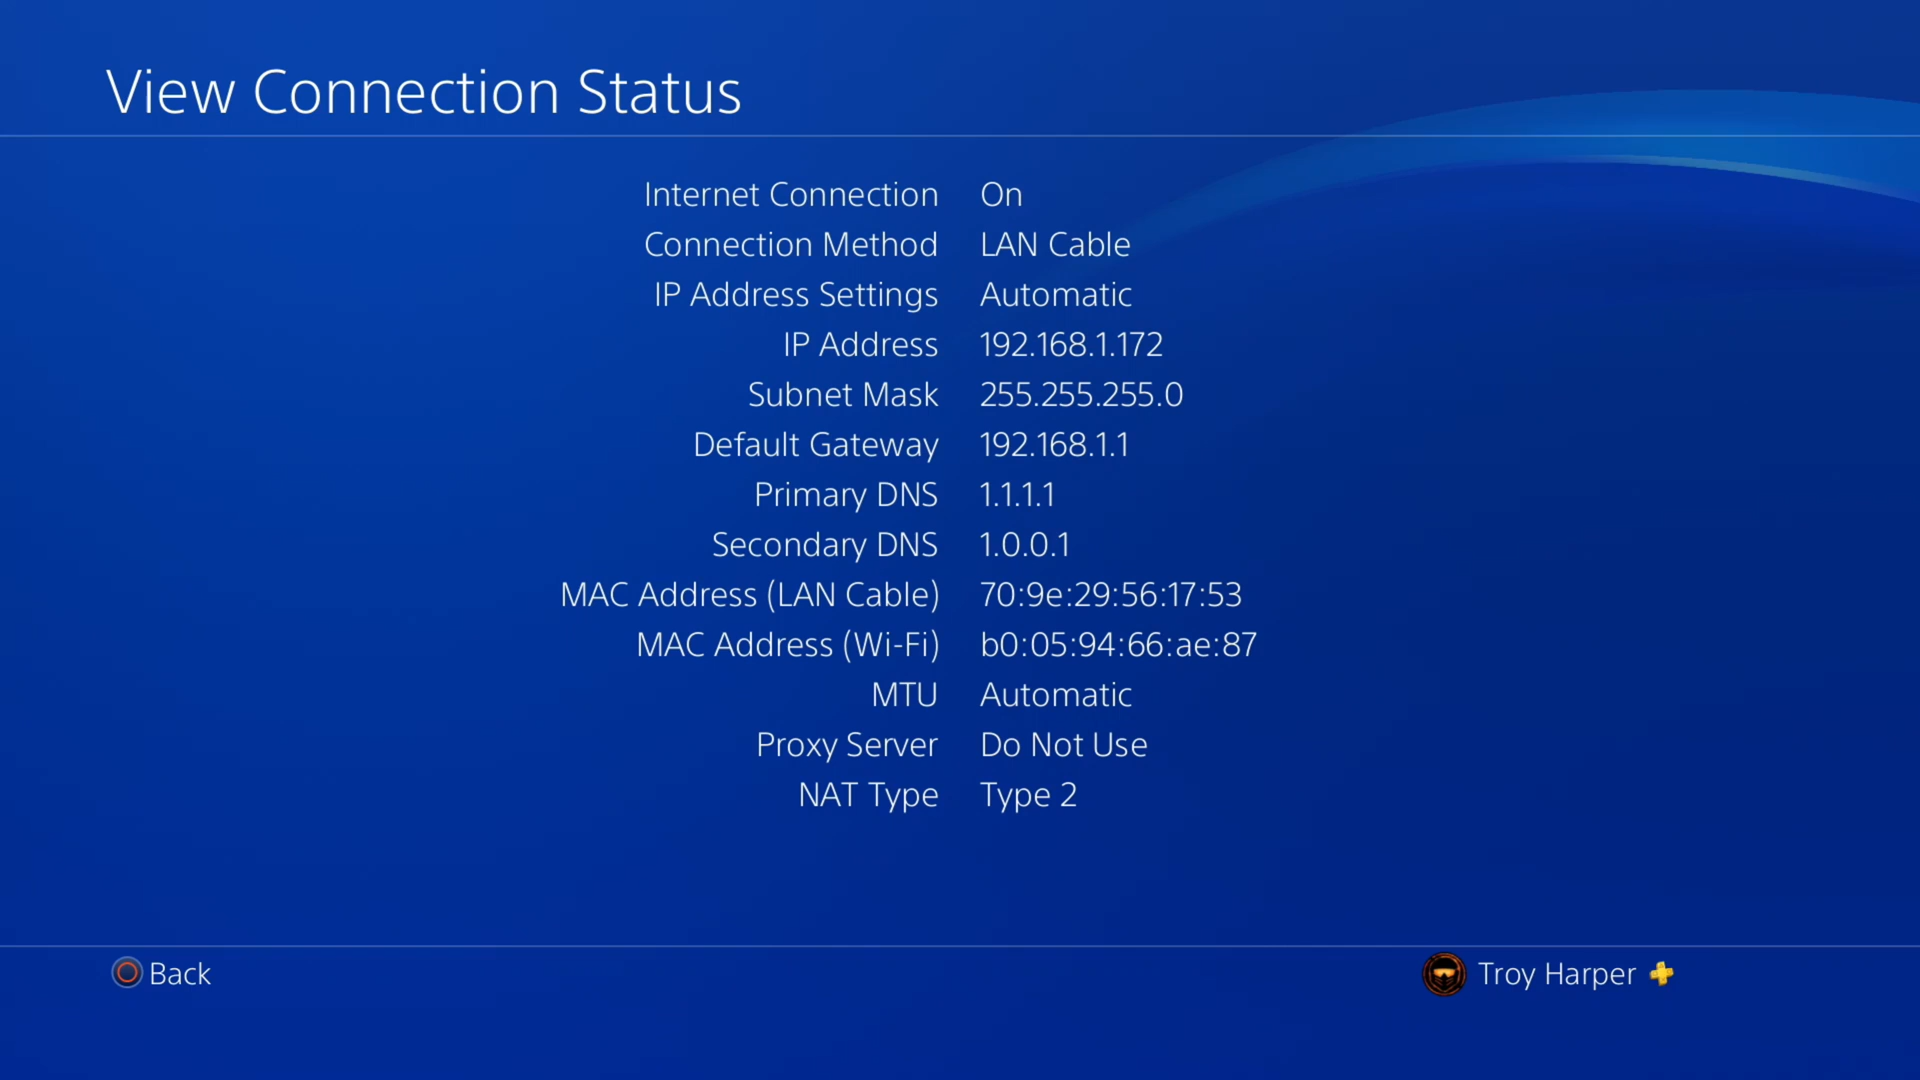 View Connection Status
Internet Connection On
Connection Method LAN Cable
IP Address Settings Automatic
IP Address 192.168.1.172
Subnet Mask 255.255.255.0
Default Gateway 192.168.1.1
Primary DNS 1.1.1.1
Secondary DNS 1.0.0.1
MAC Address (LAN Cable) 70:9e:29:56:17:53
MAC Address (Wi-Fi) b0:05:94:66:ae:87
MTU Automatic
Proxy Server Do Not Use
NAT Type Type 2
Back
Troy Harper